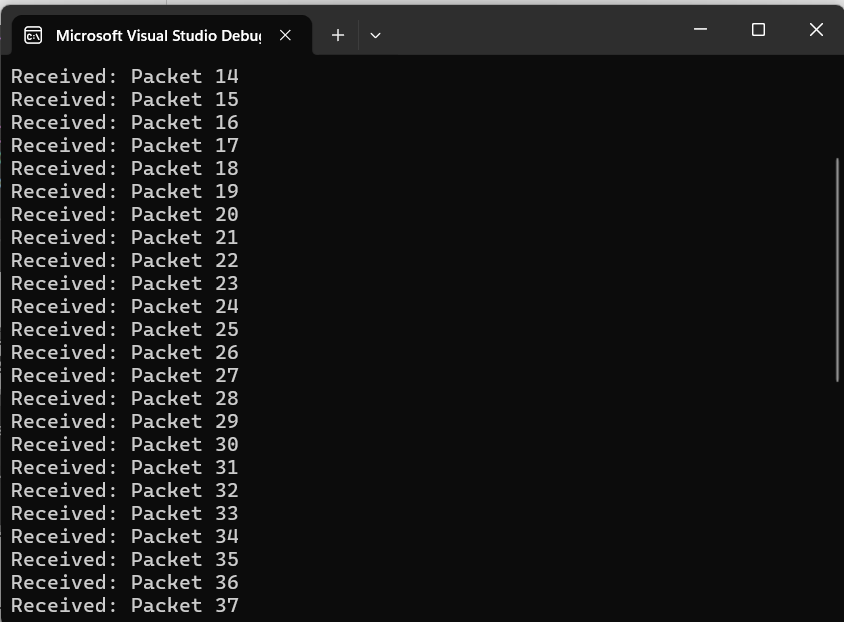 Microsoft Visual Studio Debug
Received: Packet 14
Received: Packet 15
Received: Packet 16
Received: Packet 17
Received: Packet 18
Received: Packet 19
Received: Packet 20
Received: Packet 21
Received: Packet 22
Received: Packet 23
Received: Packet 24
Received: Packet 25
Received: Packet 26
Received: Packet 27
Received: Packet 28
Received: Packet 29
Received: Packet 30
Received: Packet 31
Received: Packet 32
Received: Packet 33
Received: Packet 34
Received: Packet 35
Received: Packet 36
Received: Packet 37